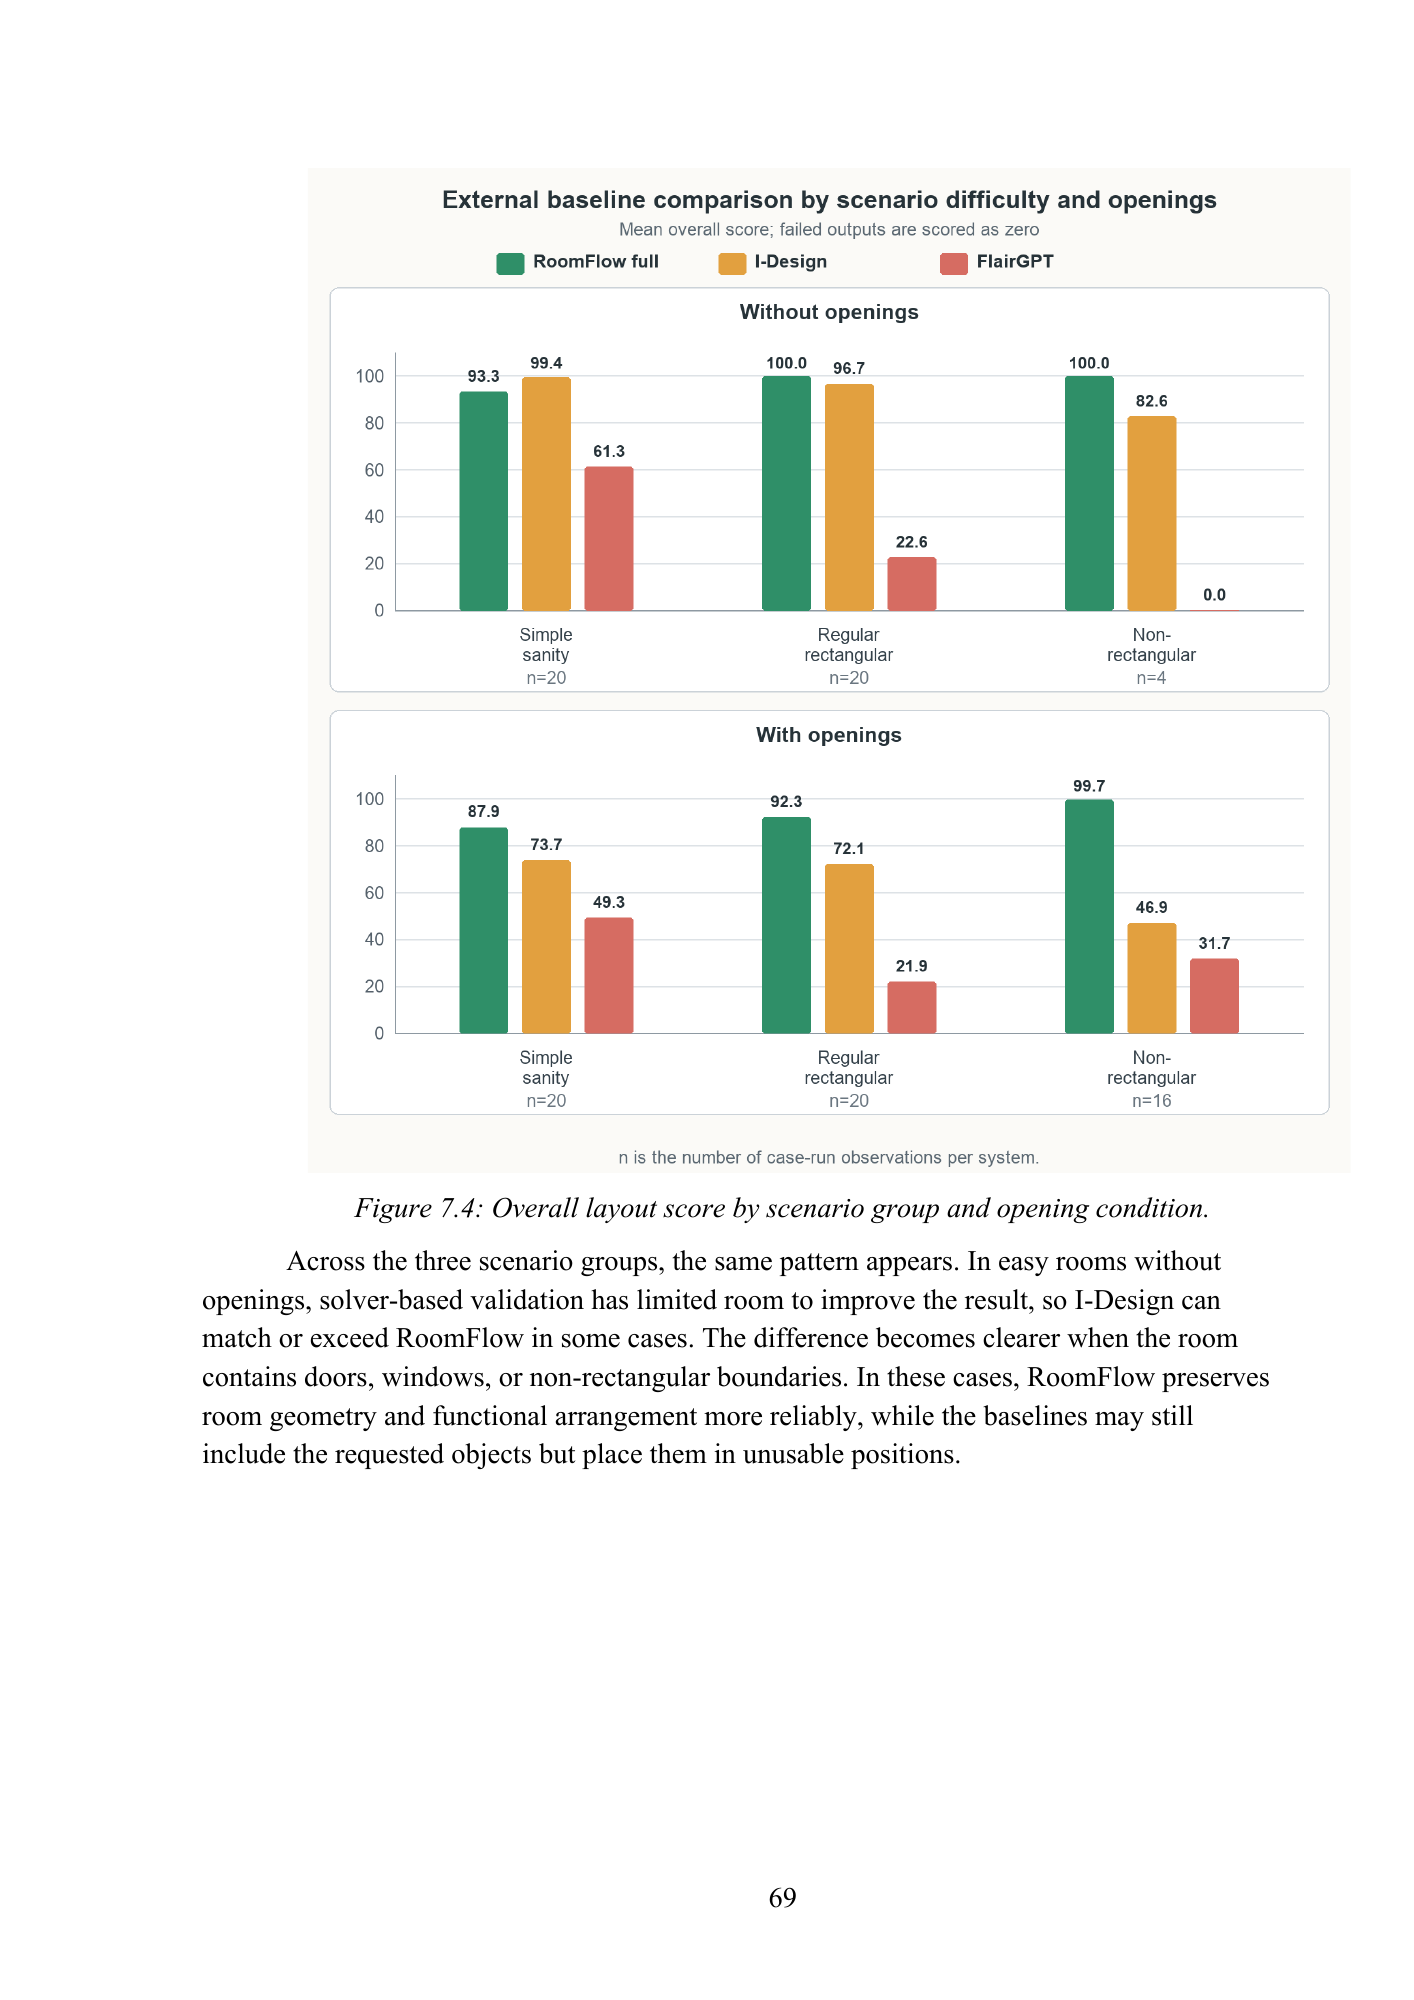 External baseline comparison by scenario difficulty and openings
Mean overall score; failed outputs are scored as zero
RoomFlow full I-Design FlairGPT
Without openings
100
80
60
40
20
0
93.3 99.4 61.3
100.0 96.7 22.6
100.0 82.6 0.0
Simple Regular Non-
sanity rectangular rectangular
n=20 n=20 n=4
With openings
100
80
60
40
20
0
87.9 73.7 49.3
92.3 72.1 21.9
99.7 46.9 31.7
Simple Regular Non-
sanity rectangular rectangular
n=20 n=20 n=16
n is the number of case-run observations per system.
Figure 7.4: Overall layout score by scenario group and opening condition.
Across the three scenario groups, the same pattern appears. In easy rooms without
openings, solver-based validation has limited room to improve the result, so I-Design can
match or exceed RoomFlow in some cases. The difference becomes clearer when the room
contains doors, windows, or non-rectangular boundaries. In these cases, RoomFlow preserves
room geometry and functional arrangement more reliably, while the baselines may still
include the requested objects but place them in unusable positions.
69